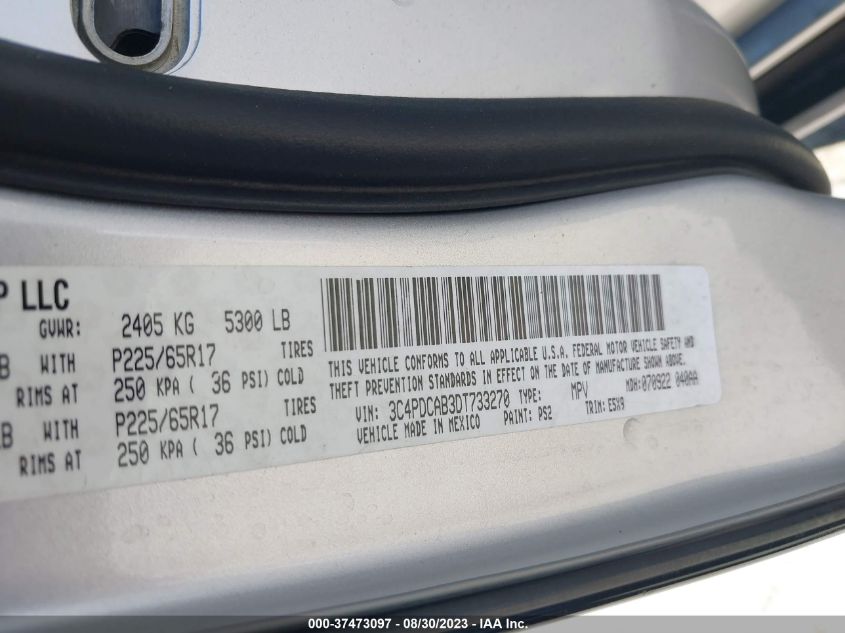 P LLC
GVWR: 2405 KG 5300 LB
B WITH P225/65R17 TIRES
RIMS AT 250 KPA ( 36 PSI) COLD
LB WITH P225/65R17 TIRES
RIMS AT 250 KPA ( 36 PSI) COLD
THIS VEHICLE CONFORMS TO ALL APPLICABLE U.S.A. FEDERAL MOTOR VEHICLE SAFETY AND
THEFT PREVENTION STANDARDS IN EFFECT ON THE DATE OF MANUFACTURE SHOWN ABOVE.
VIN: 3C4PDCAB3DT733270 TYPE: MPV MDH:070922 040AA
VEHICLE MADE IN MEXICO PAINT: PS2 TRIM: E5X9
000-37473097 - 08/30/2023 - IAA Inc.